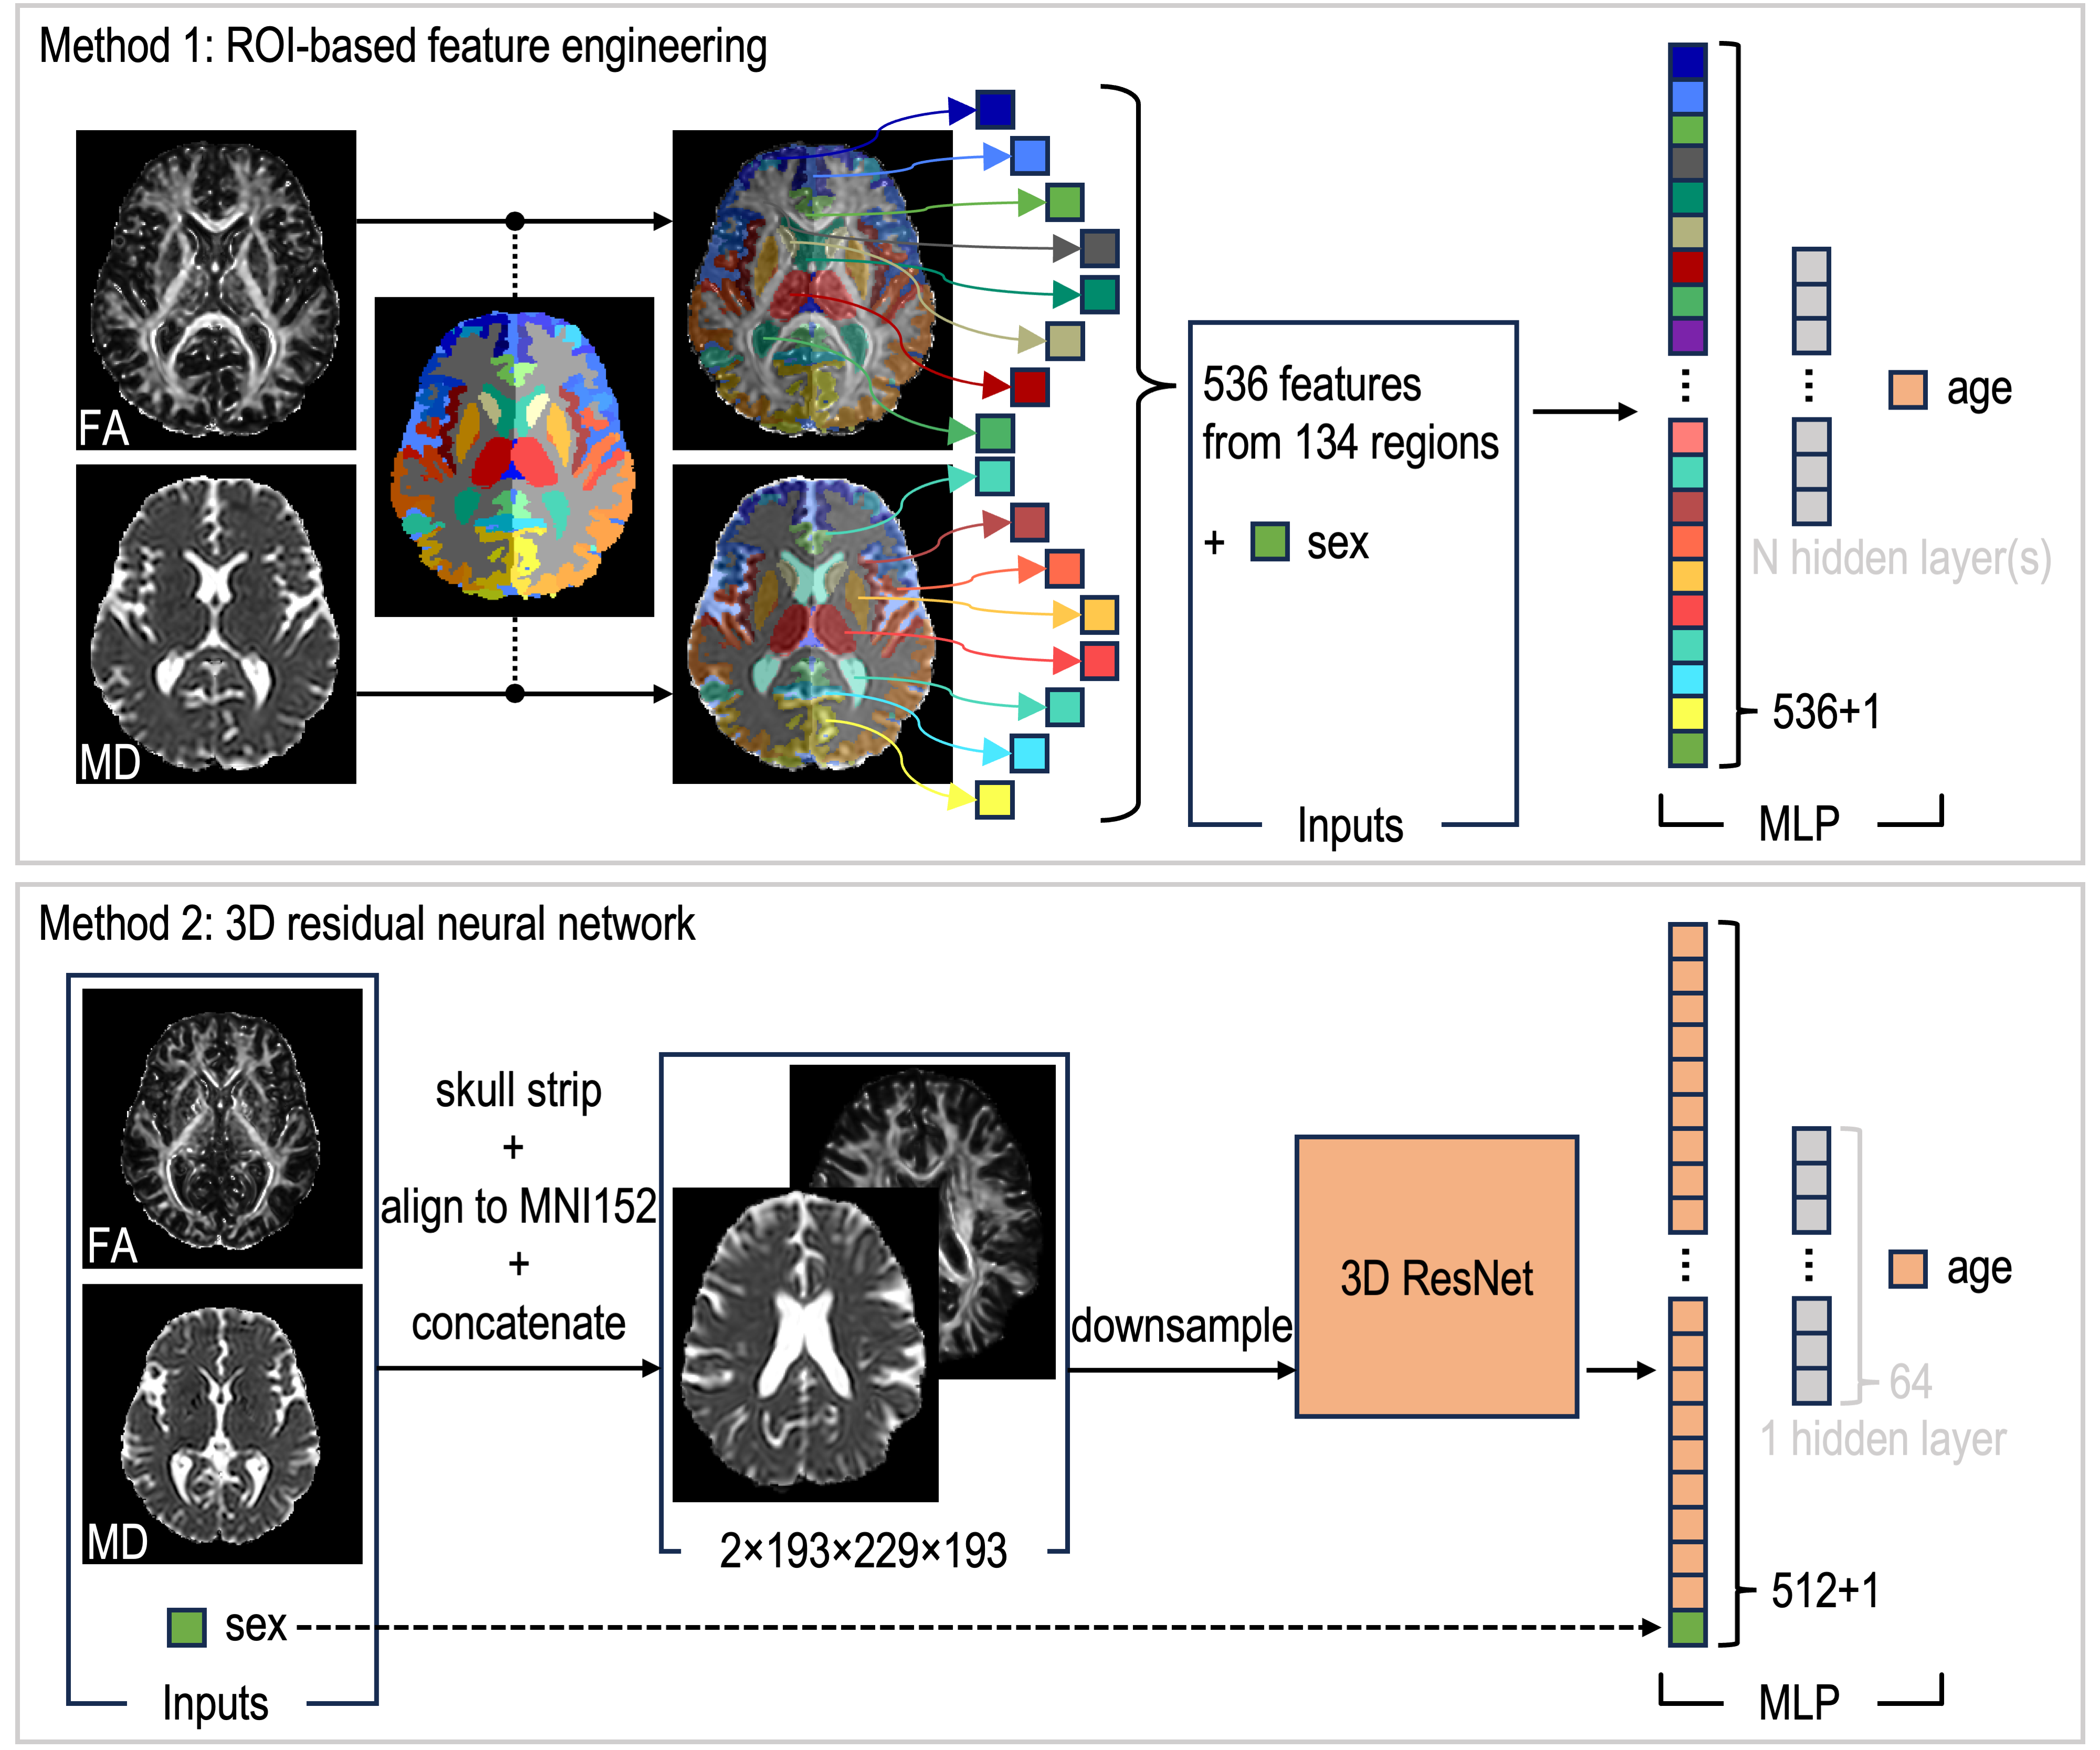 Method 1: ROI-based feature engineering
FA
MD
536 features
from 134 regions
+ sex
Inputs
N hidden layer(s)
age
536+1
MLP
Method 2: 3D residual neural network
FA
MD
sex
Inputs
skull strip
+
align to MNI152
+
concatenate
2×193×229×193
downsample
3D ResNet
64
1 hidden layer
age
512+1
MLP